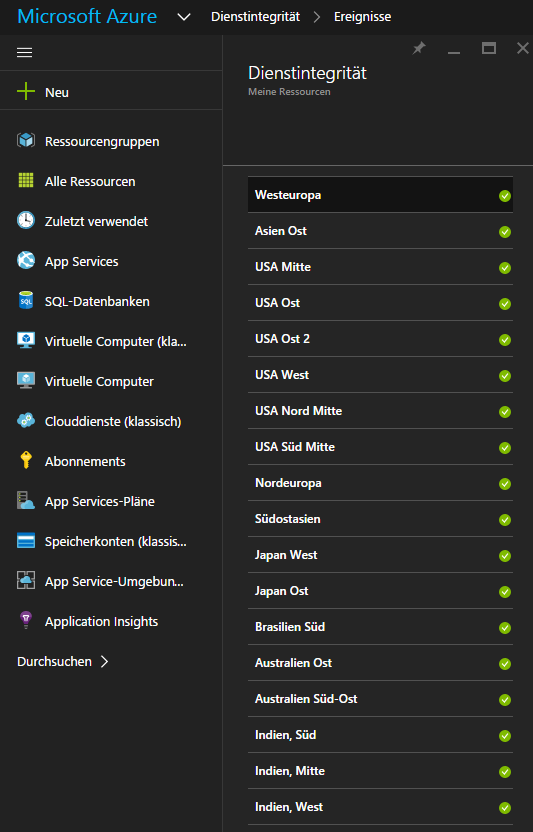 Microsoft Azure
Dienstintegrität
Ereignisse
Neu
Ressourcengruppen
Alle Ressourcen
Zuletzt verwendet
App Services
SQL
SQL-Datenbanken
Virtuelle Computer (kla...
Virtuelle Computer
Clouddienste (klassisch)
Abonnements
App Services-Pläne
Speicherkonten (klassis...
App Service-Umgebun...
Application Insights
Durchsuchen
Dienstintegrität
Meine Ressourcen
Westeuropa
Asien Ost
USA Mitte
USA Ost
USA Ost 2
USA West
USA Nord Mitte
USA Süd Mitte
Nordeuropa
Südostasien
Japan West
Japan Ost
Brasilien Süd
Australien Ost
Australien Süd-Ost
Indien, Süd
Indien, Mitte
Indien, West